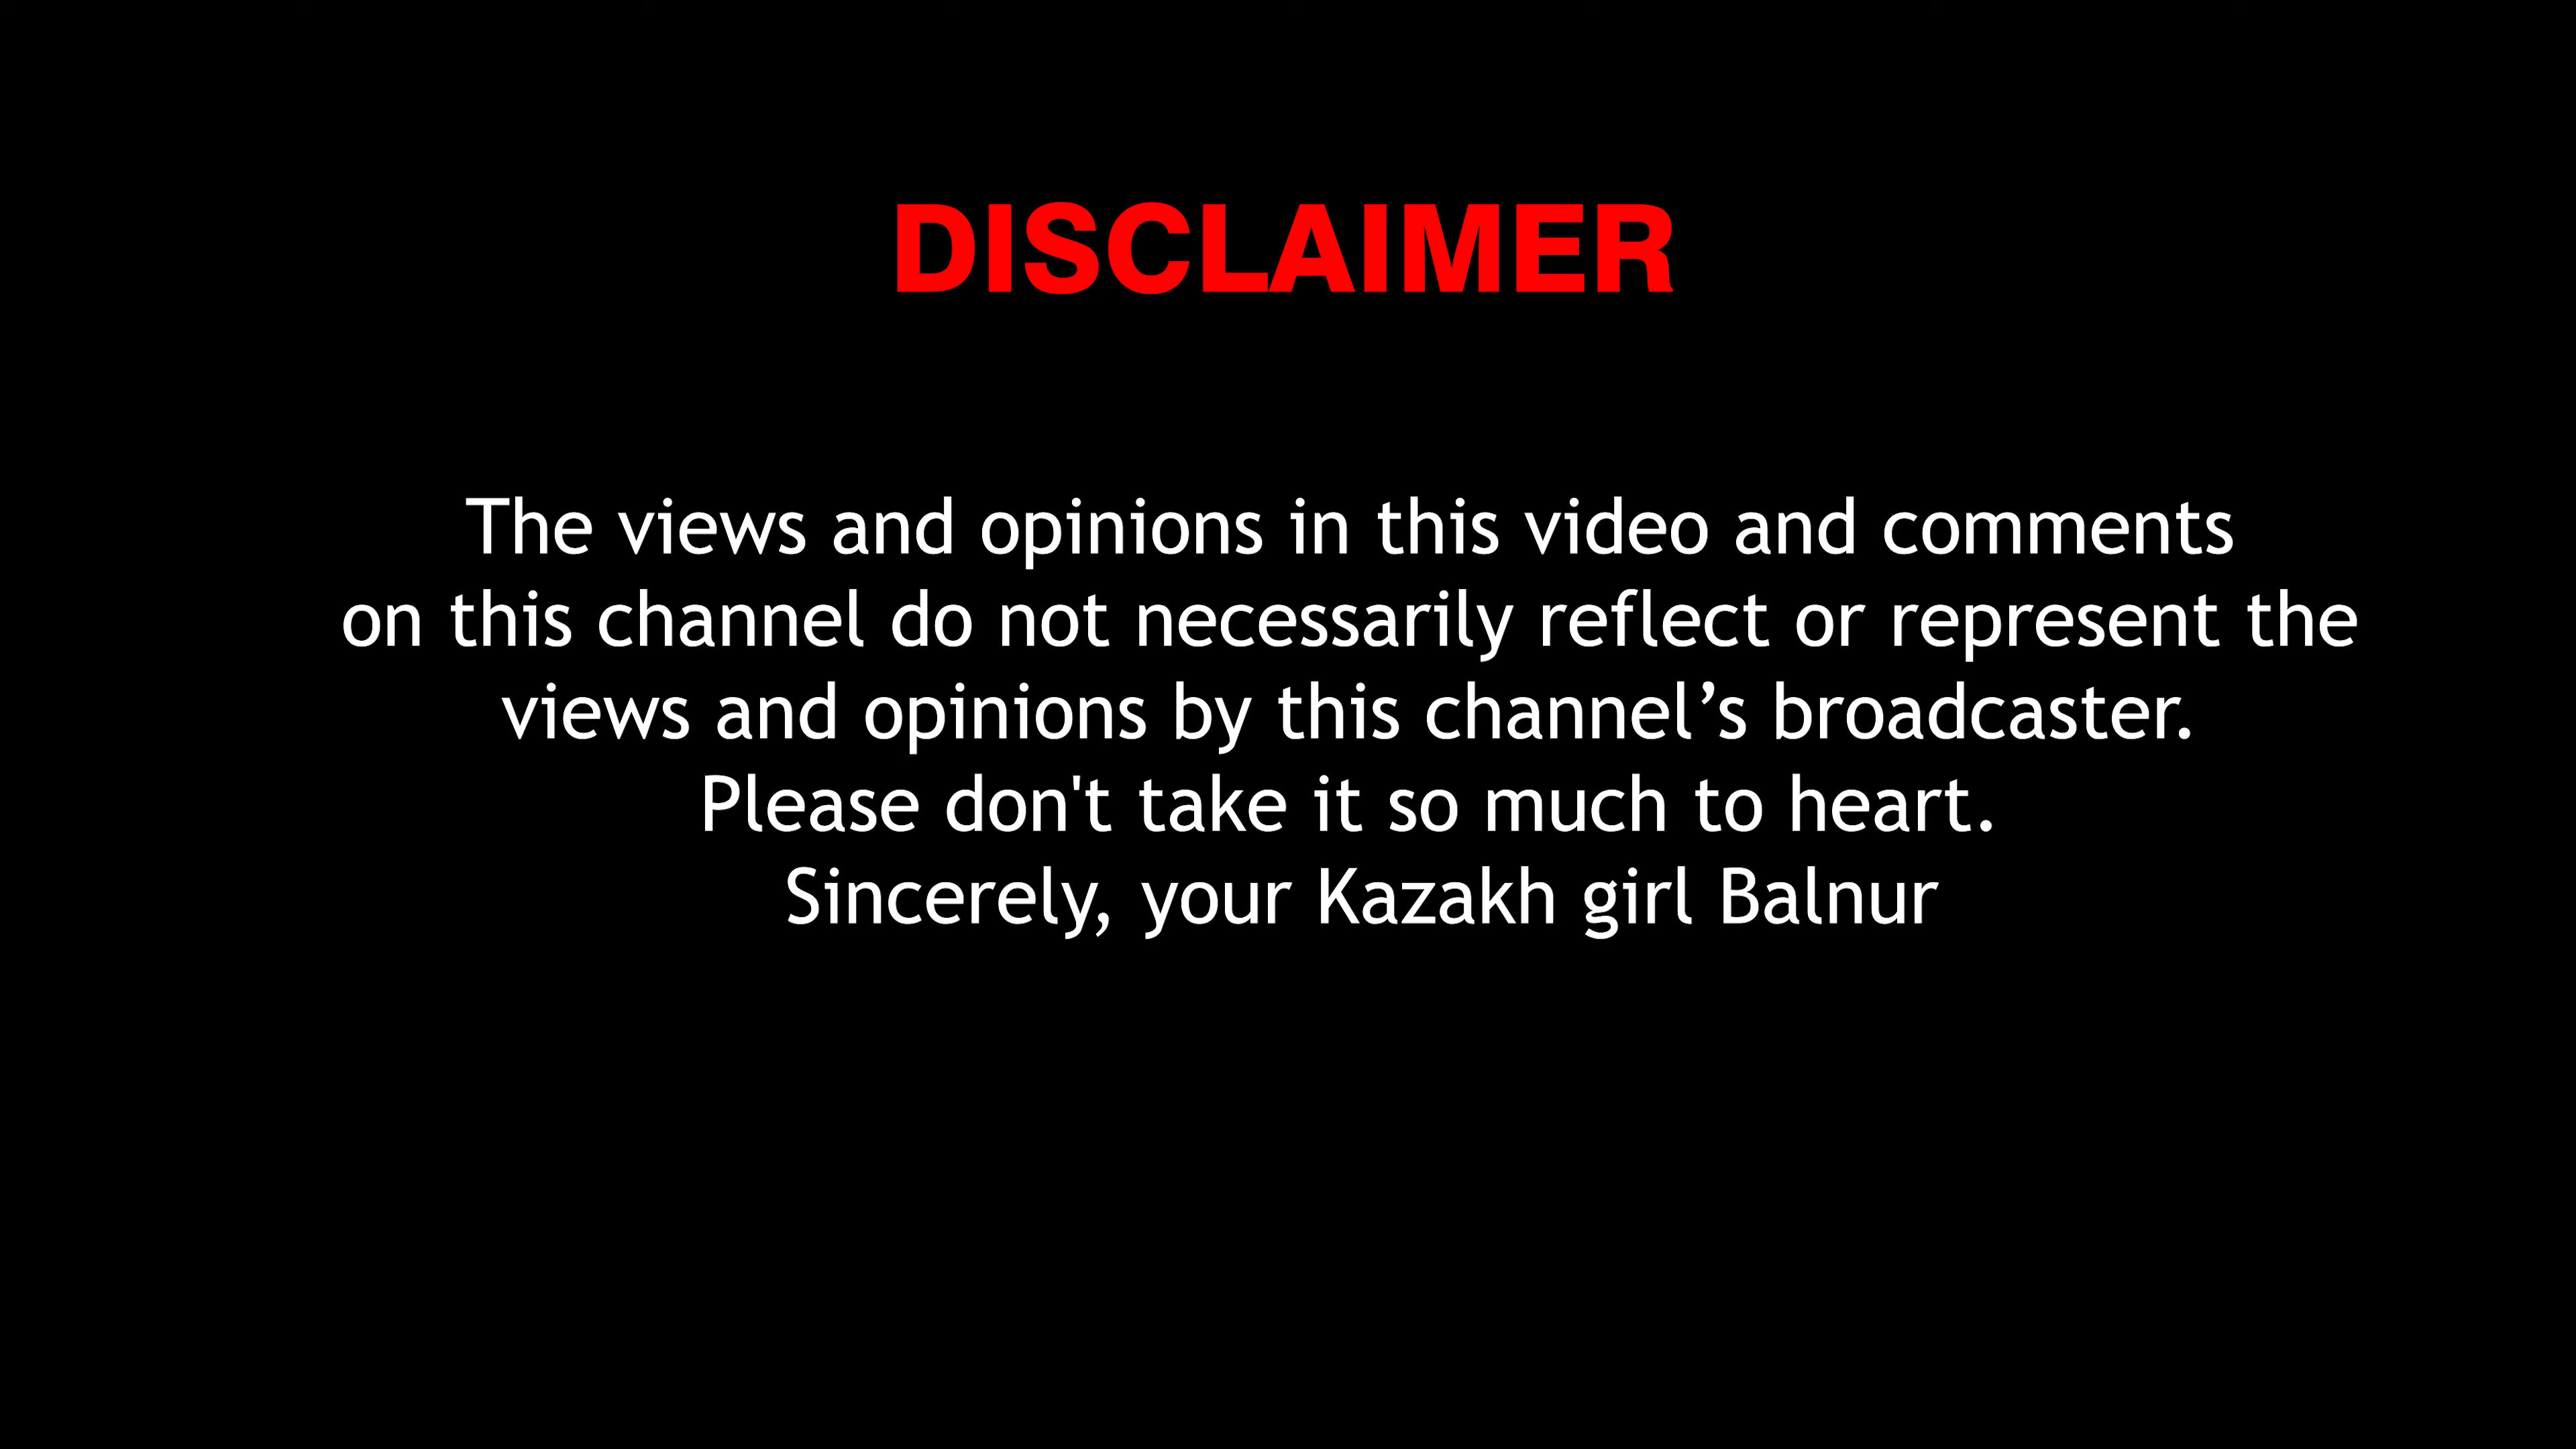 DISCLAIMER
The views and opinions in this video and comments
on this channel do not necessarily reflect or represent the
views and opinions by this channel’s broadcaster.
Please don't take it so much to heart.
Sincerely, your Kazakh girl Balnur